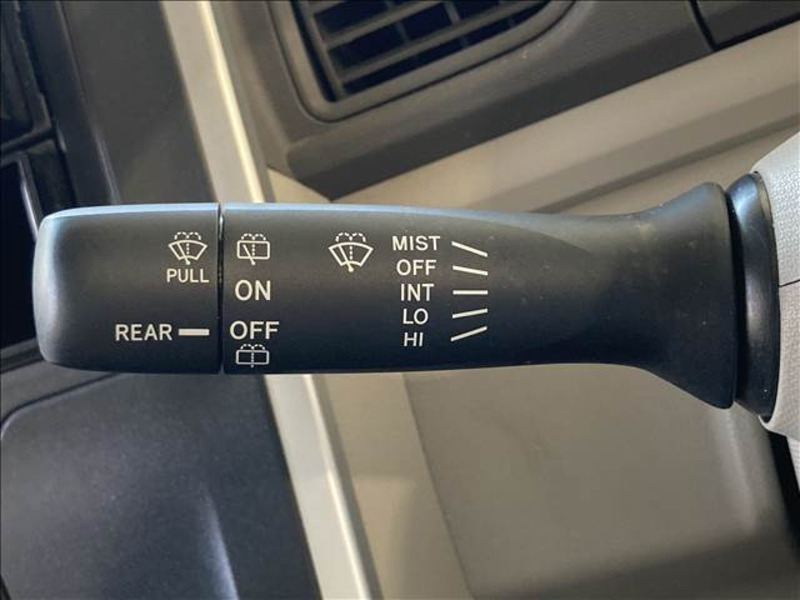 PULL
REAR
ON
OFF
MIST
OFF
INT
LO
HI